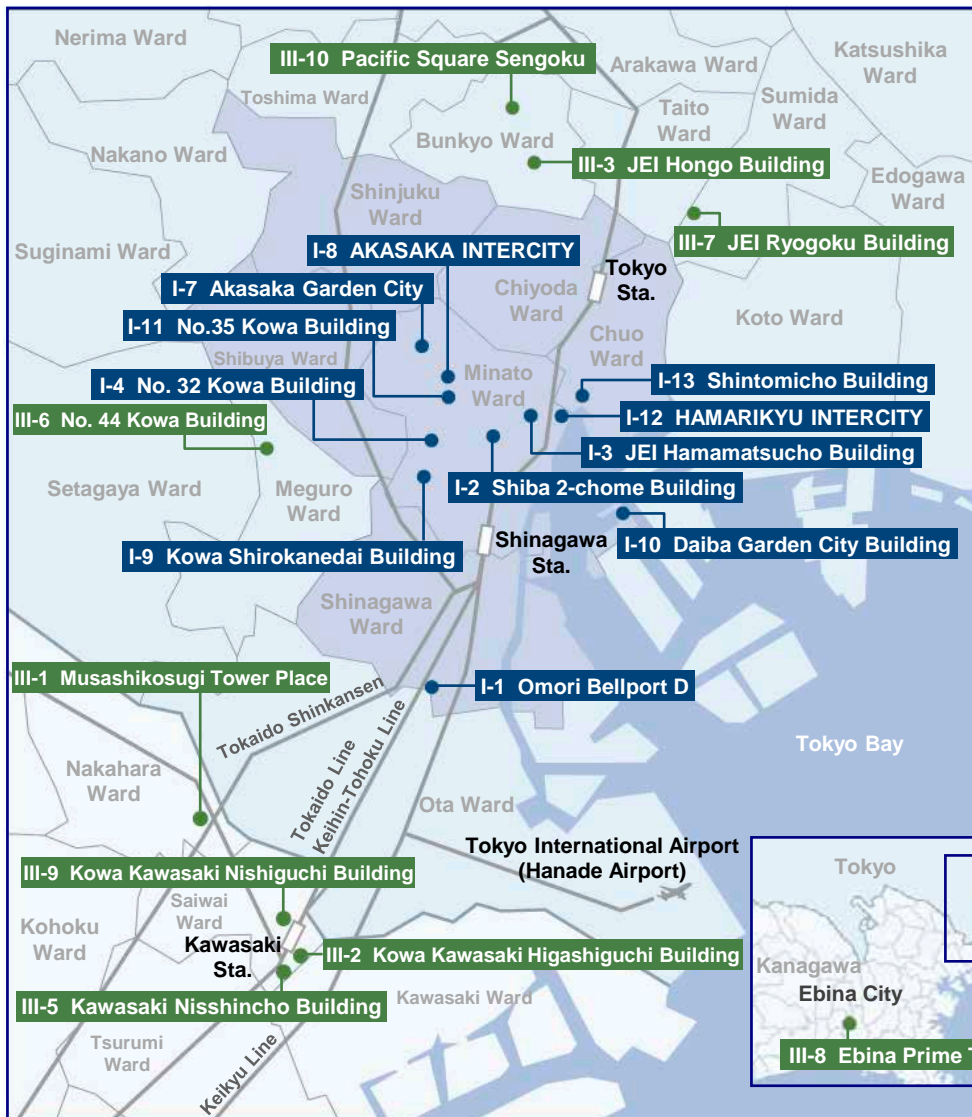 Nerima Ward
III-10 Pacific Square Sengoku
Katsushika
Ward
Arakawa Ward
Toshima Ward
Sumida
Ward
Taito
Ward
Bunkyo Ward
Nakano Ward
III-3 JEI Hongo Building
Edogawa
Ward
Shinjuku
Ward
Suginami Ward
I-8 AKASAKA INTERCITY
III-7 JEI Ryogoku Building
Tokyo
Sta.
I-7 Akasaka Garden City
Chiyoda
Ward
Koto Ward
I-11 No.35 Kowa Building
Chuo
Ward
Shibuya Ward
I-4 No. 32 Kowa Building
Minato
Ward
I-13 Shintomicho Building
III-6 No. 44 Kowa Building
I-12 HAMARIKYU INTERCITY
I-3 JEI Hamamatsucho Building
Setagaya Ward
Meguro
Ward
I-2 Shiba 2-chome Building
I-9 Kowa Shirokanedai Building
Shinagawa
Sta.
I-10 Daiba Garden City Building
Shinagawa
Ward
III-1 Musashikosugi Tower Place
I-1 Omori Bellport D
Tokaido Shinkansen
Tokaido Line
Keihin-Tohoku Line
Tokyo Bay
Nakahara
Ward
Ota Ward
Tokyo International Airport
(Hanade Airport)
III-9 Kowa Kawasaki Nishiguchi Building
Tokyo
Saiwai
Ward
Kohoku
Ward
Kawasaki
Sta.
III-2 Kowa Kawasaki Higashiguchi Building
Kanagawa
Ebina City
III-5 Kawasaki Nisshincho Building
Kawasaki Ward
Tsurumi
Ward
Keikyu Line
III-8 Ebina Prime